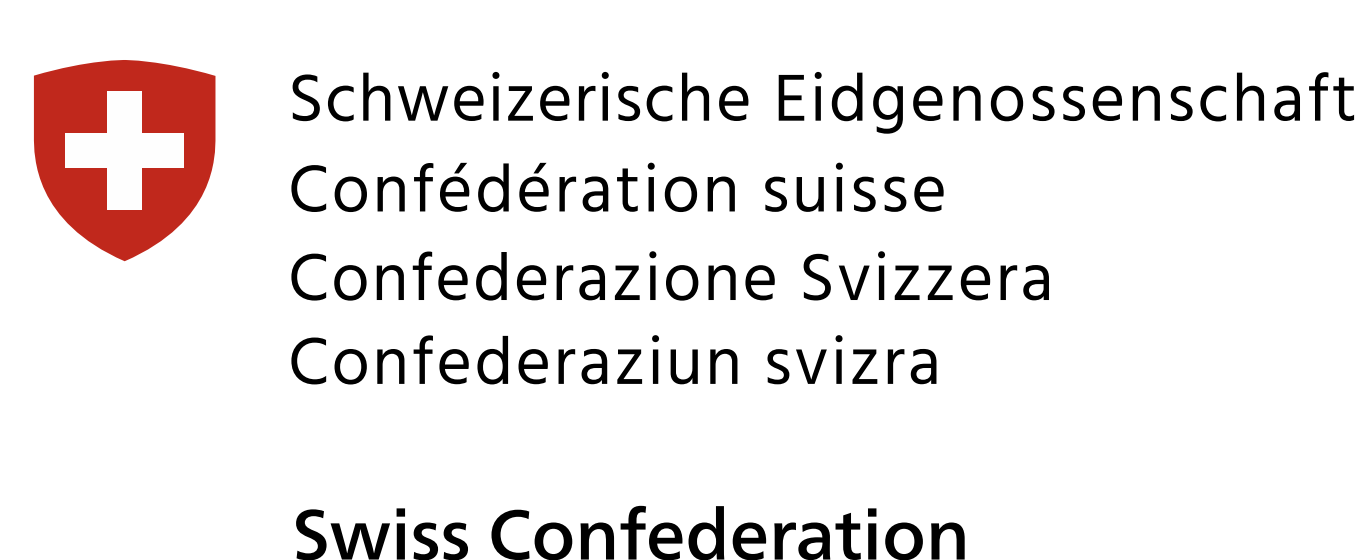 Schweizerische Eidgenossenschaft
Confédération suisse
Confederazione Svizzera
Confederaziun svizra
Swiss Confederation